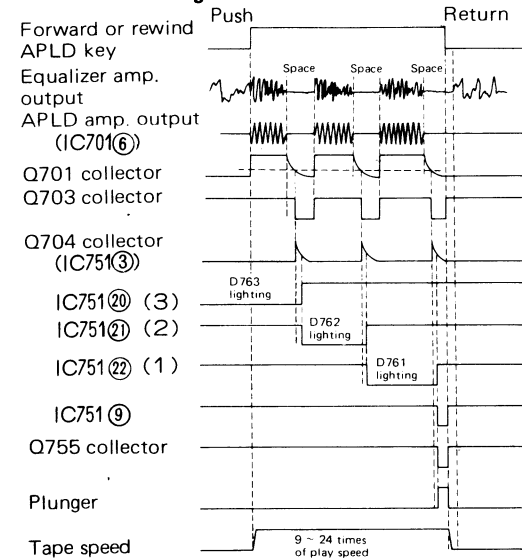 Push Return
Forward or rewind
APLD key
Equalizer amp.
output
Space Space Space
APLD amp. output
(IC701⑥)
Q701 collector
Q703 collector
Q704 collector
(IC751③)
D763
lighting
IC751⑳ (3)
IC751㉑ (2)
D762
lighting
IC751㉒ (1)
D761
lighting
IC751⑨
Q755 collector
Plunger
Tape speed
9 ~ 24 times
of play speed